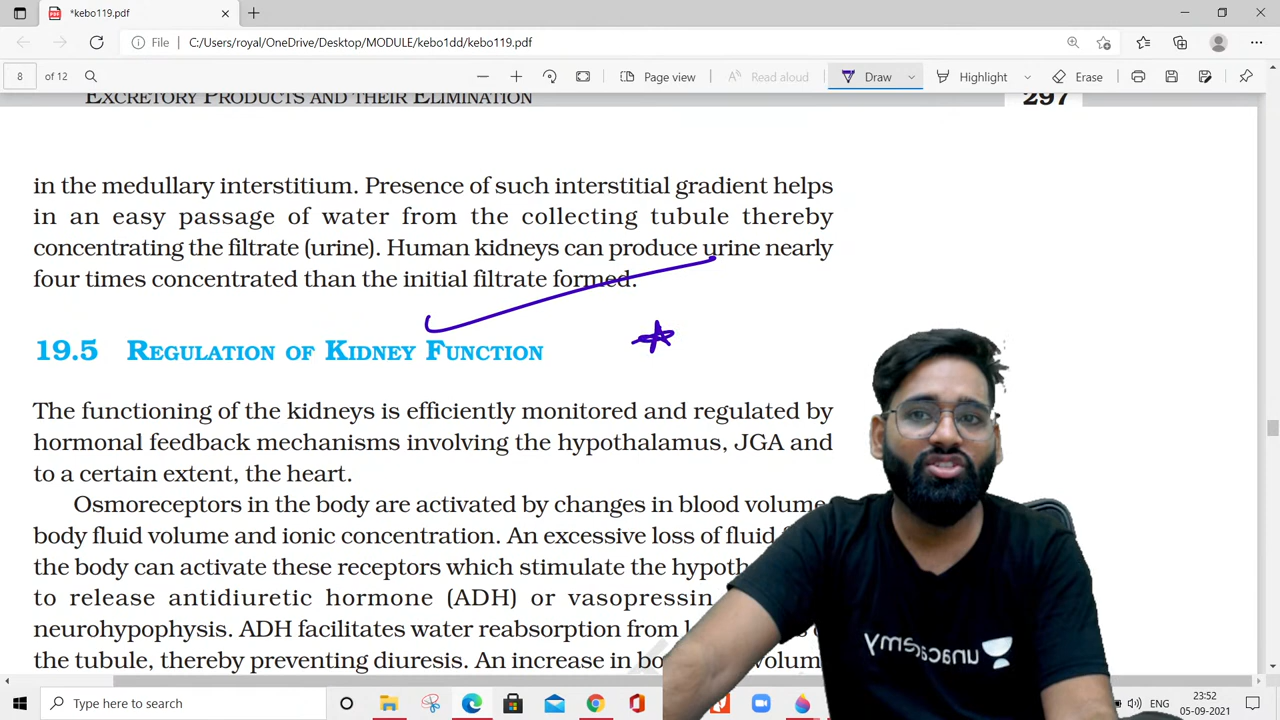 *kebo119.pdf
File
C:/Users/royal/OneDrive/Desktop/MODULE/kebo1dd/kebo119.pdf
8 of 12
Page view
Read aloud
Draw
Highlight
Erase
EXCRETORY PRODUCTS AND THEIR ELIMINATION
297
in the medullary interstitium. Presence of such interstitial gradient helps
in an easy passage of water from the collecting tubule thereby
concentrating the filtrate (urine). Human kidneys can produce urine nearly
four times concentrated than the initial filtrate formed.
19.5 REGULATION OF KIDNEY FUNCTION
The functioning of the kidneys is efficiently monitored and regulated by
hormonal feedback mechanisms involving the hypothalamus, JGA and
to a certain extent, the heart.
Osmoreceptors in the body are activated by changes in blood volume,
body fluid volume and ionic concentration. An excessive loss of fluid
the body can activate these receptors which stimulate the
to release antidiuretic hormone (ADH) or vasopressin
neurohypophysis. ADH facilitates water reabsorption from
the tubule, thereby preventing diuresis. An increase in
unacademy
Type here to search
ENG
23:52
05-09-2021